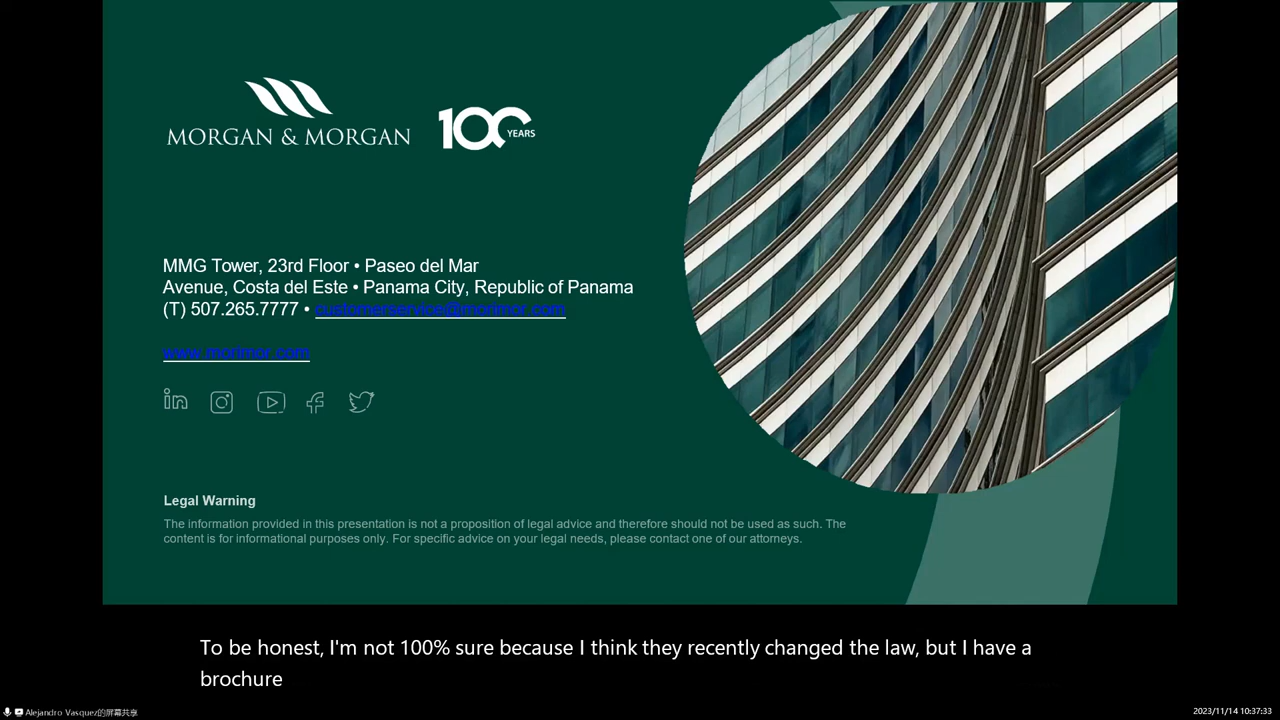 MORGAN & MORGAN
100 YEARS
MMG Tower, 23rd Floor • Paseo del Mar
Avenue, Costa del Este • Panama City, Republic of Panama
(T) 507.265.7777 • customerservice@morimor.com
www.morimor.com
in
Legal Warning
The information provided in this presentation is not a proposition of legal advice and therefore should not be used as such. The
content is for informational purposes only. For specific advice on your legal needs, please contact one of our attorneys.
To be honest, I'm not 100% sure because I think they recently changed the law, but I have a
brochure
Alejandro Vasquez的屏幕共享
2023/11/14 10:37:33